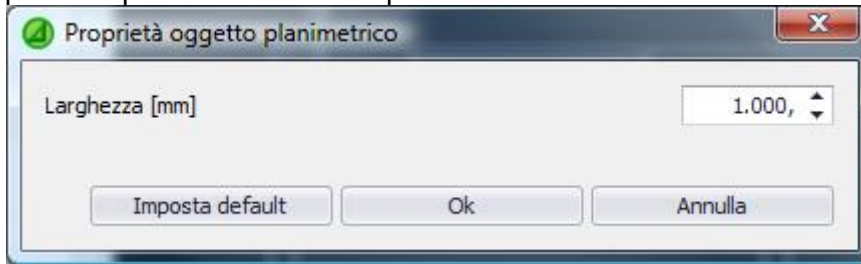 Proprietà oggetto planimetrico
Larghezza [mm] 1.000,
Imposta default Ok Annulla